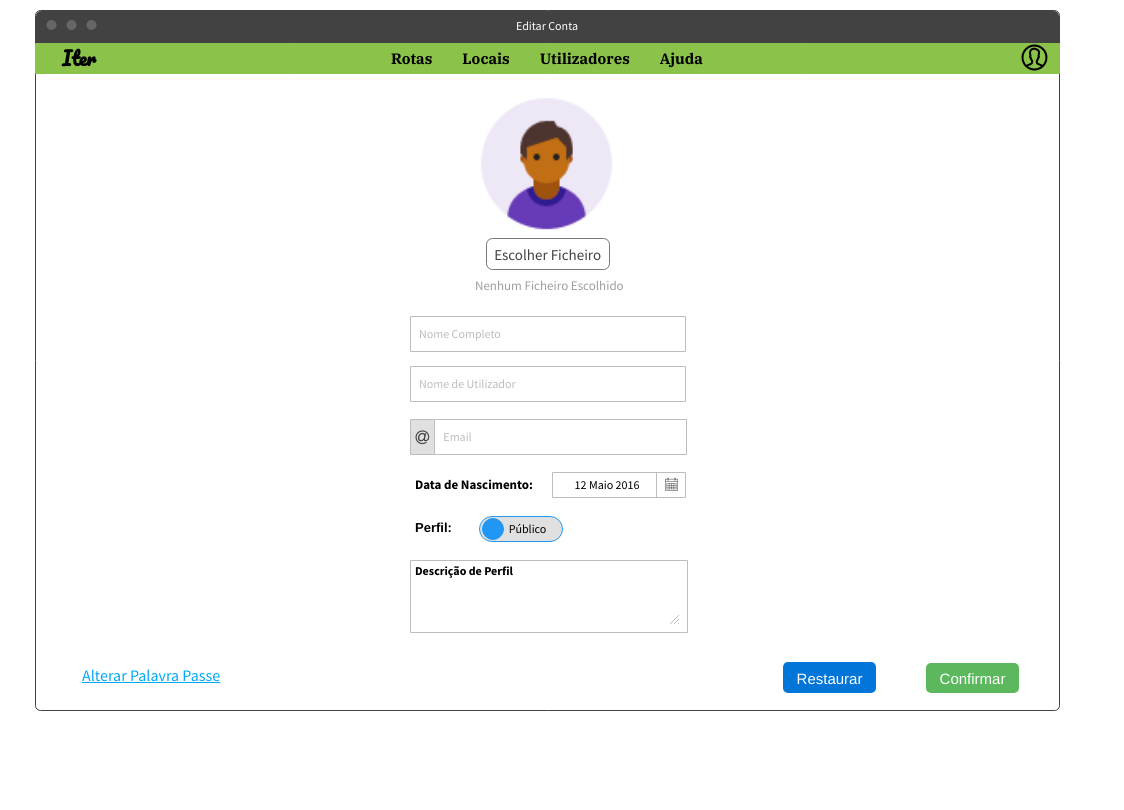 Editar Conta
Iter
Rotas Locais Utilizadores Ajuda
Escolher Ficheiro
Nenhum Ficheiro Escolhido
Nome Completo
Nome de Utilizador
@ Email
Data de Nascimento: 12 Maio 2016
Perfil: Público
Descrição de Perfil
Alterar Palavra Passe Restaurar Confirmar